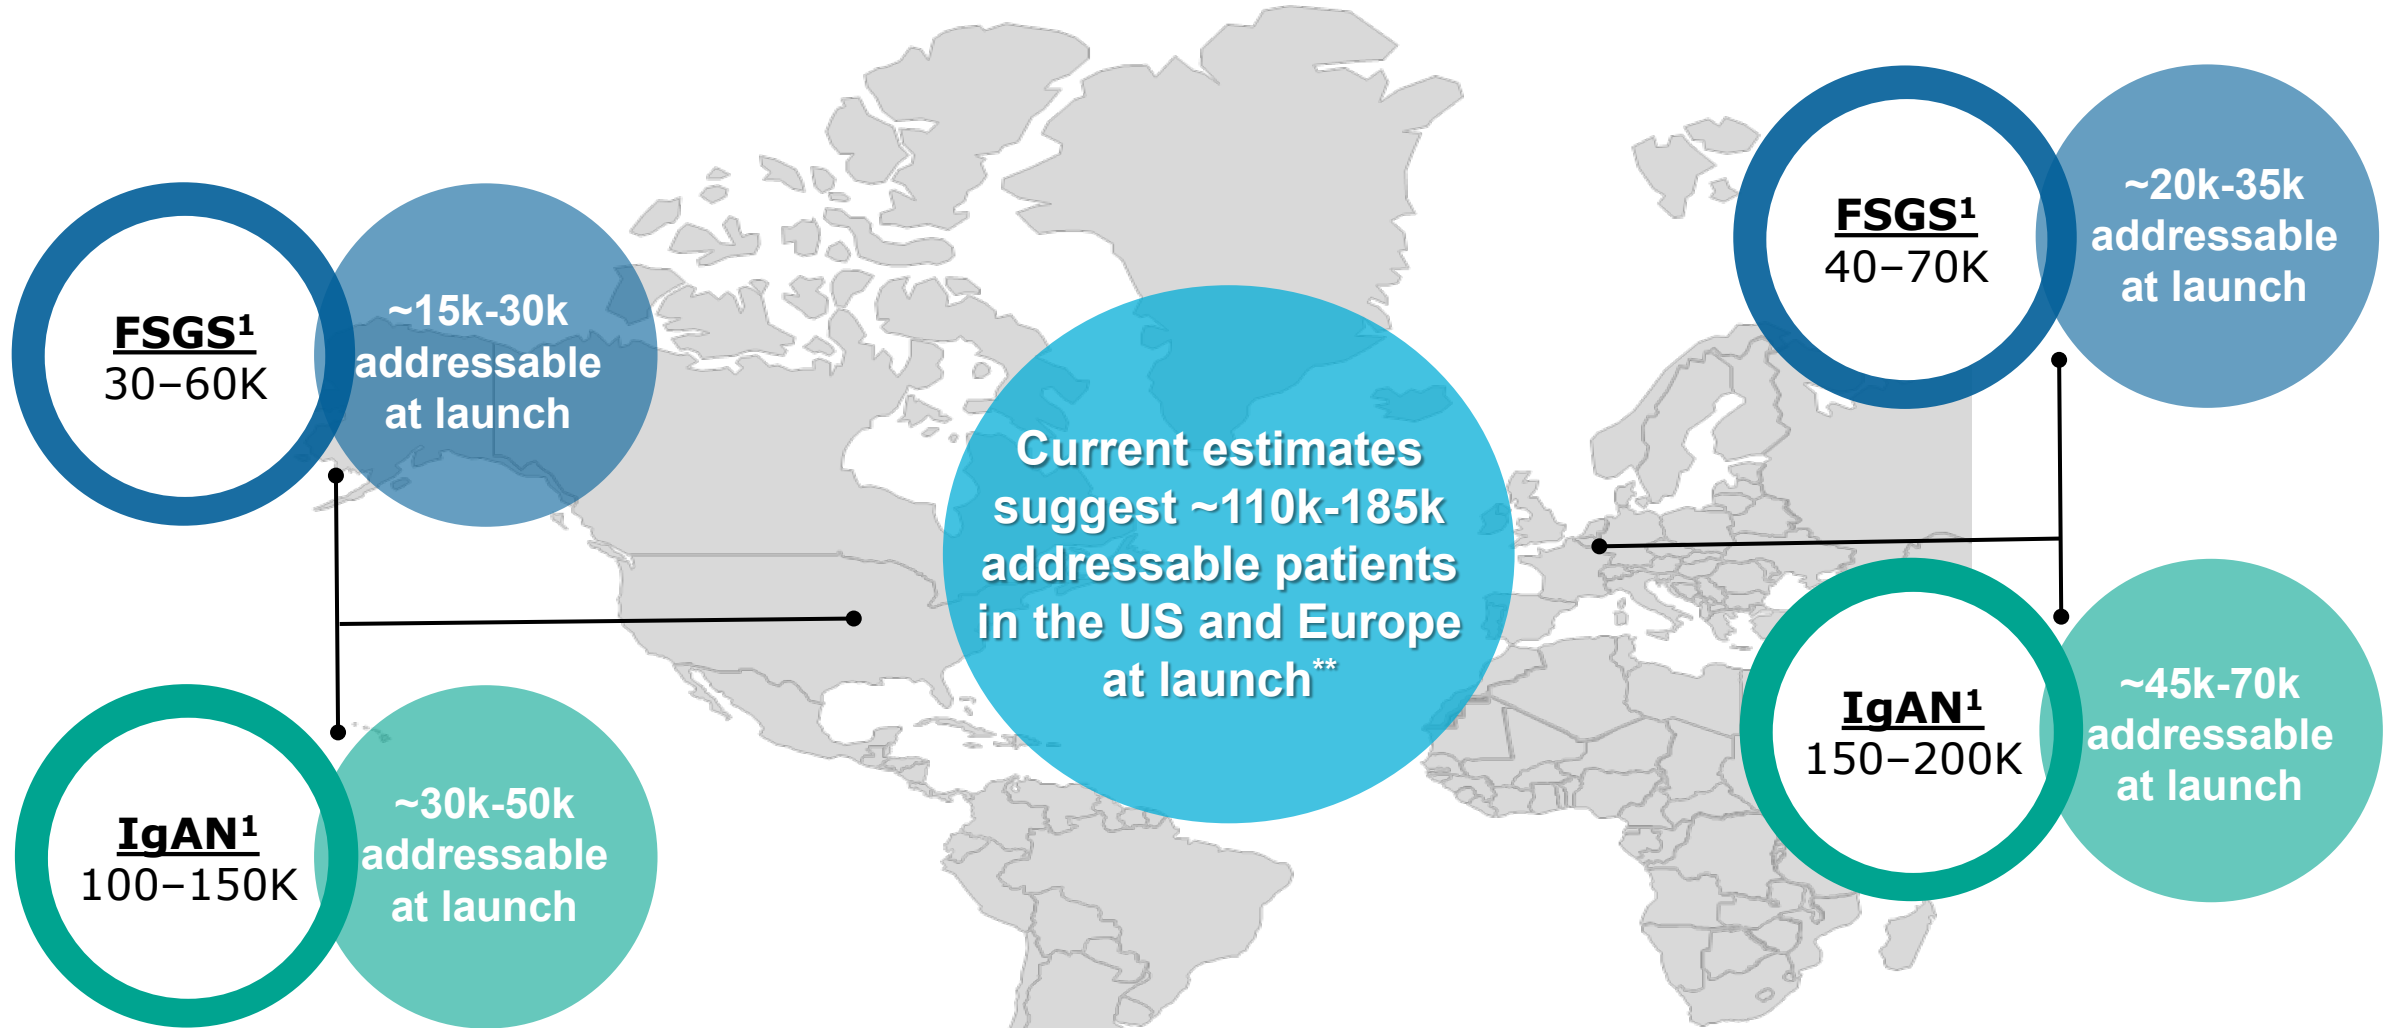 FSGS¹
30–60K
~15k-30k
addressable
at launch
IgAN¹
100–150K
~30k-50k
addressable
at launch
Current estimates
suggest ~110k-185k
addressable patients
in the US and Europe
at launch**
FSGS¹
40–70K
~20k-35k
addressable
at launch
IgAN¹
150–200K
~45k-70k
addressable
at launch